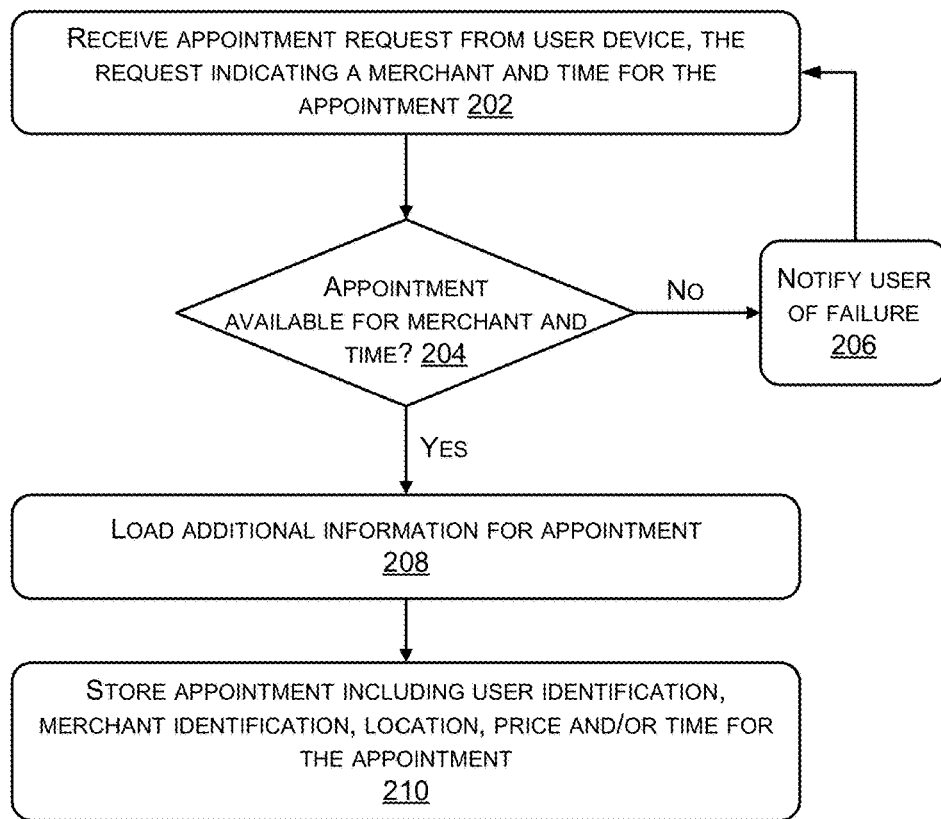 RECEIVE APPOINTMENT REQUEST FROM USER DEVICE, THE
REQUEST INDICATING A MERCHANT AND TIME FOR THE
APPOINTMENT 202
APPOINTMENT
AVAILABLE FOR MERCHANT AND
TIME? 204
NO
NOTIFY USER
OF FAILURE
206
YES
LOAD ADDITIONAL INFORMATION FOR APPOINTMENT
208
STORE APPOINTMENT INCLUDING USER IDENTIFICATION,
MERCHANT IDENTIFICATION, LOCATION, PRICE AND/OR TIME FOR
THE APPOINTMENT
210